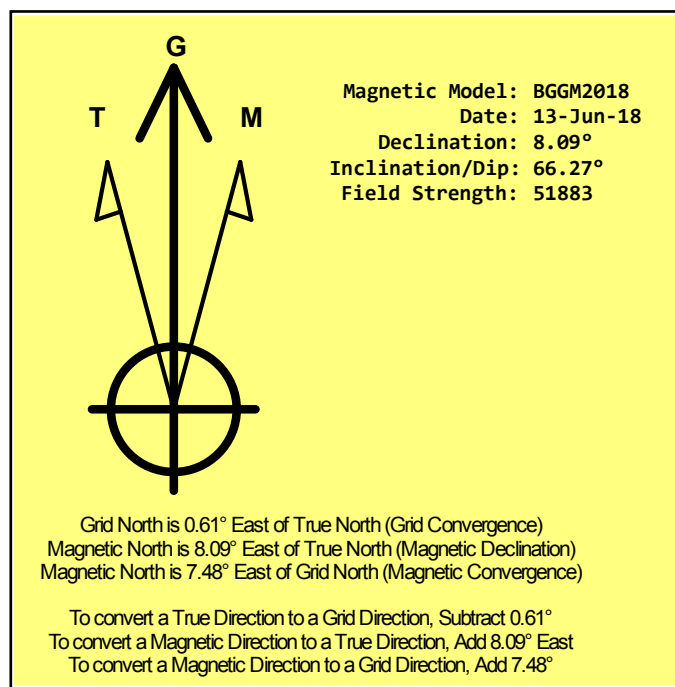 G
T
M
Magnetic Model: BGGM2018
Date: 13-Jun-18
Declination: 8.09°
Inclination/Dip: 66.27°
Field Strength: 51883
Grid North is 0.61° East of True North (Grid Convergence)
Magnetic North is 8.09° East of True North (Magnetic Declination)
Magnetic North is 7.48° East of Grid North (Magnetic Convergence)
To convert a True Direction to a Grid Direction, Subtract 0.61°
To convert a Magnetic Direction to a True Direction, Add 8.09° East
To convert a Magnetic Direction to a Grid Direction, Add 7.48°